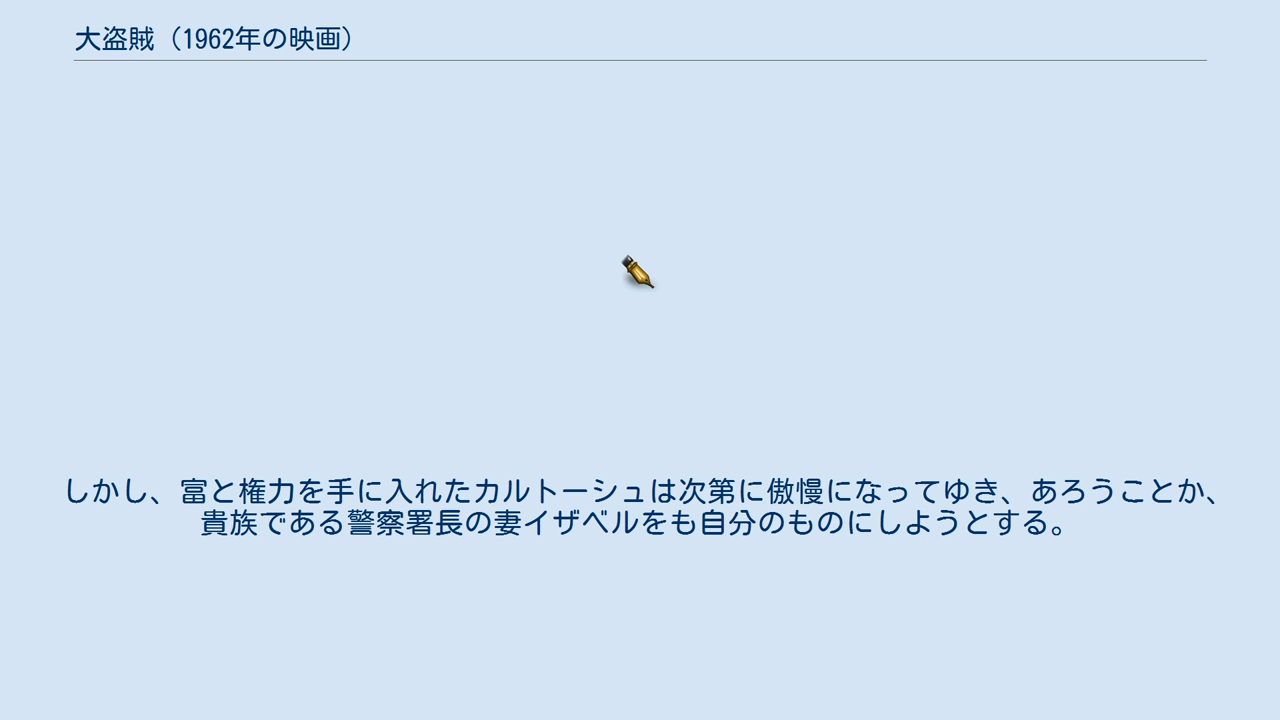 大盗賊（1962年の映画）
しかし、富と権力を手に入れたカルトーシュは次第に傲慢になってゆき、あろうことか、
貴族である警察署長の妻イザベルをも自分のものにしようとする。